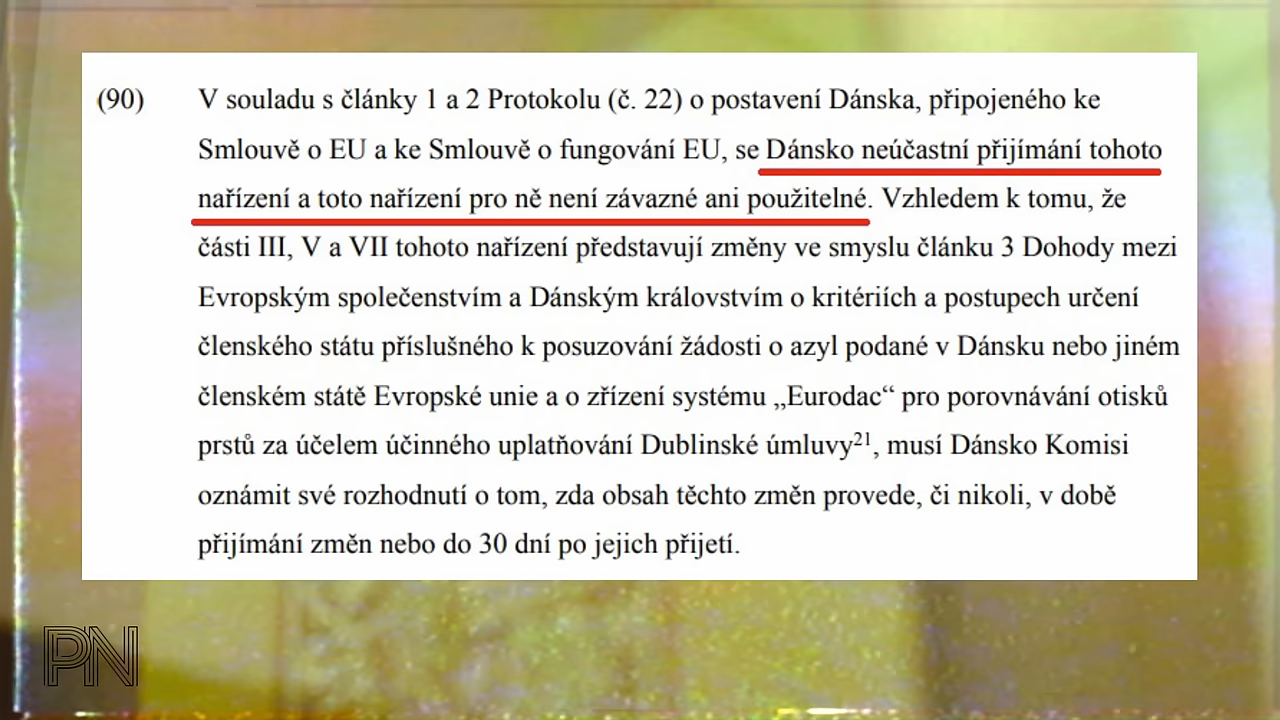 (90) V souladu s články 1 a 2 Protokolu (č. 22) o postavení Dánska, připojeného ke
Smlouvě o EU a ke Smlouvě o fungování EU, se Dánsko neúčastní přijímání tohoto
nařízení a toto nařízení pro ně není závazné ani použitelné. Vzhledem k tomu, že
části III, V a VII tohoto nařízení představují změny ve smyslu článku 3 Dohody mezi
Evropským společenstvím a Dánským královstvím o kritériích a postupech určení
členského státu příslušného k posuzování žádosti o azyl podané v Dánsku nebo jiném
členském státě Evropské unie a o zřízení systému „Eurodac“ pro porovnávání otisků
prstů za účelem účinného uplatňování Dublinské úmluvy²¹, musí Dánsko Komisi
oznámit své rozhodnutí o tom, zda obsah těchto změn provede, či nikoli, v době
přijímání změn nebo do 30 dní po jejich přijetí.
PN